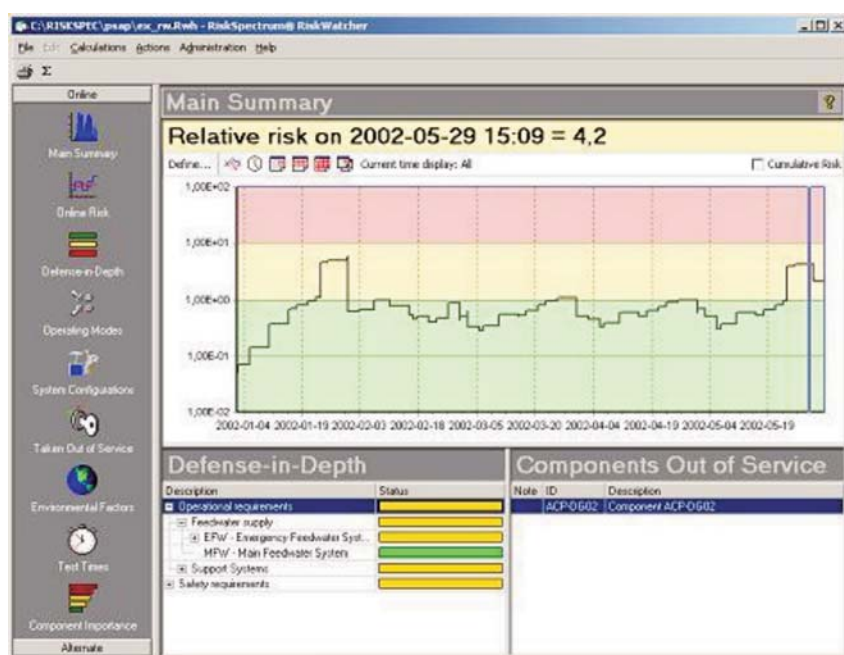 C:\RISKSPEC\psap\ex_rw.Rwh - RiskSpectrum® RiskWatcher
File Edit Calculations Actions Administration Help
Σ
Online
Main Summary
Online Risk
Defense-in-Depth
Operating Modes
System Configurations
Taken Out of Service
Environmental Factors
Test Times
Component Importance
Alternate
Main Summary
?
Relative risk on 2002-05-29 15:09 = 4,2
Define... Current time display: All Cumulative Risk
1,00E+02
1,00E+01
1,00E+00
1,00E-01
1,00E-02
2002-01-04 2002-01-19 2002-02-03 2002-02-18 2002-03-05 2002-03-20 2002-04-04 2002-04-19 2002-05-04 2002-05-19
Defense-in-Depth
Description Status
Operational requirements
Feedwater supply
EFW - Emergency Feedwater Syst...
MFW - Main Feedwater System
Support Systems
Safety requirements
Components Out of Service
Note ID Description
ACP-DG02 Component ACP-DG02